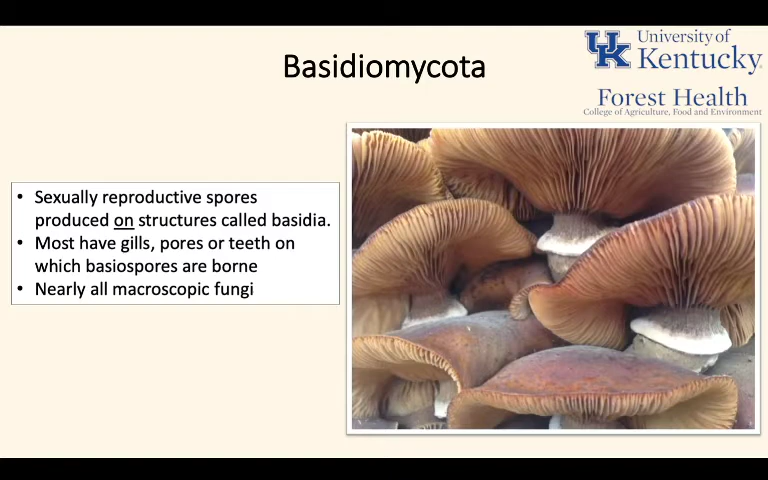 Basidiomycota
University of
Kentucky
Forest Health
College of Agriculture, Food and Environment
• Sexually reproductive spores
produced on structures called basidia.
• Most have gills, pores or teeth on
which basiospores are borne
• Nearly all macroscopic fungi